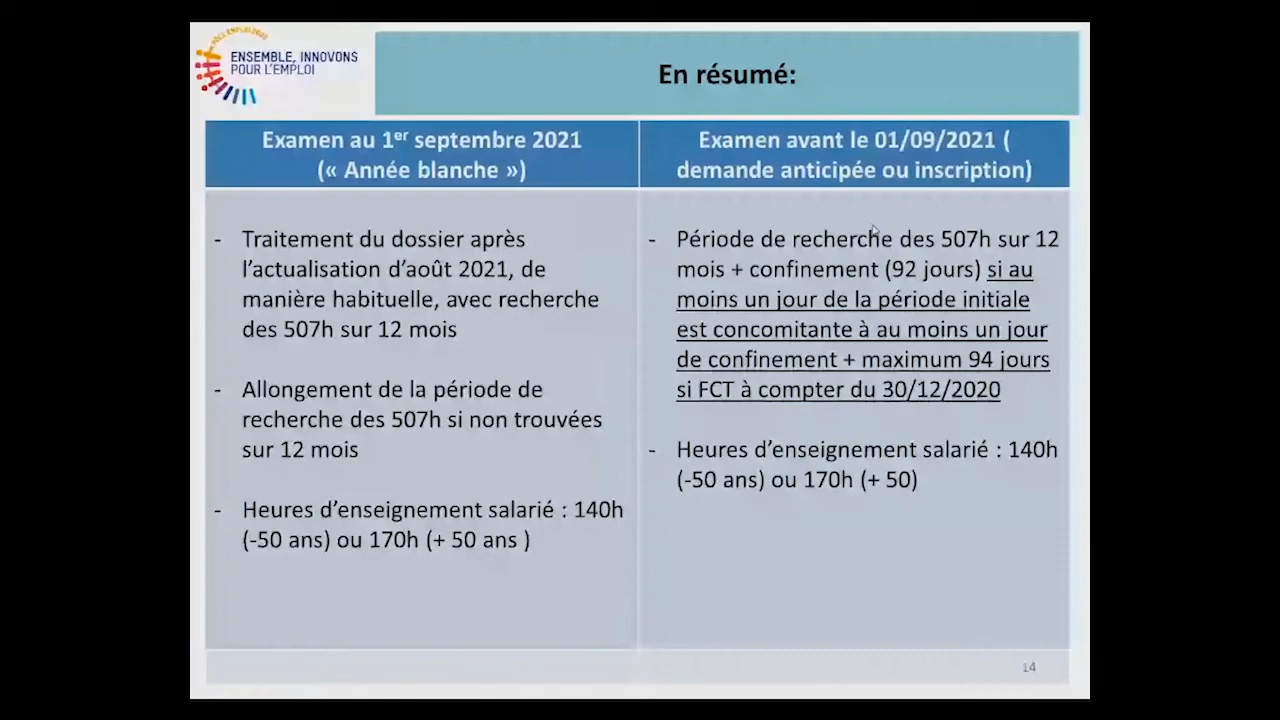 PÔLE EMPLOI 2022
ENSEMBLE, INNOVONS
POUR L'EMPLOI
En résumé:
Examen au 1er septembre 2021
(« Année blanche »)
Examen avant le 01/09/2021 (
demande anticipée ou inscription)
- Traitement du dossier après
l'actualisation d'août 2021, de
manière habituelle, avec recherche
des 507h sur 12 mois
- Allongement de la période de
recherche des 507h si non trouvées
sur 12 mois
- Heures d'enseignement salarié : 140h
(-50 ans) ou 170h (+ 50 ans )
- Période de recherche des 507h sur 12
mois + confinement (92 jours) si au
moins un jour de la période initiale
est concomitante à au moins un jour
de confinement + maximum 94 jours
si FCT à compter du 30/12/2020
- Heures d'enseignement salarié : 140h
(-50 ans) ou 170h (+ 50)
14